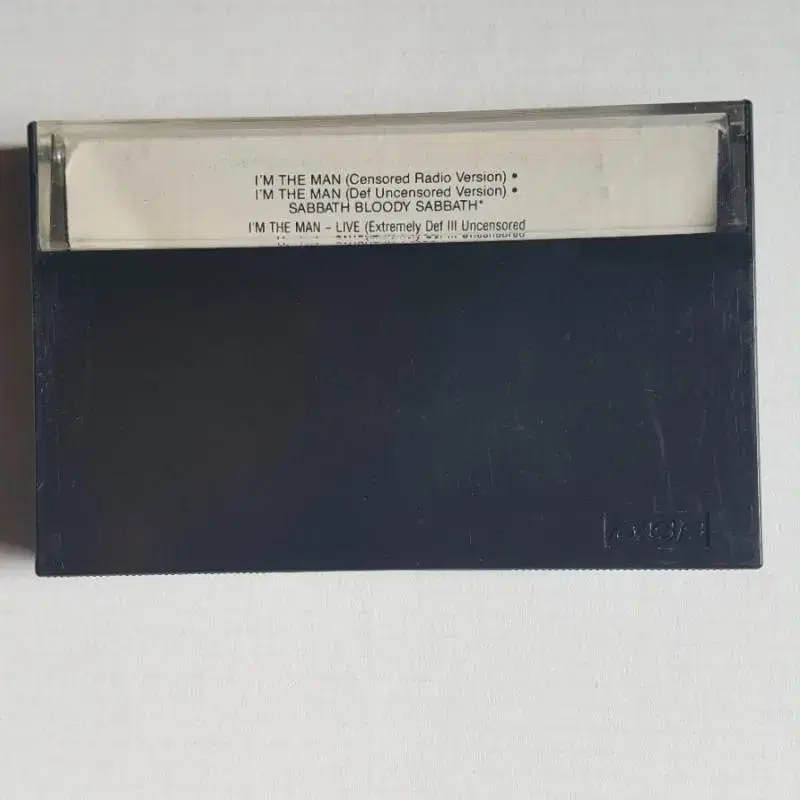 I'M THE MAN (Censored Radio Version) •
I'M THE MAN (Def Uncensored Version) •
SABBATH BLOODY SABBATH*
I'M THE MAN – LIVE (Extremely Def Ill Uncensored